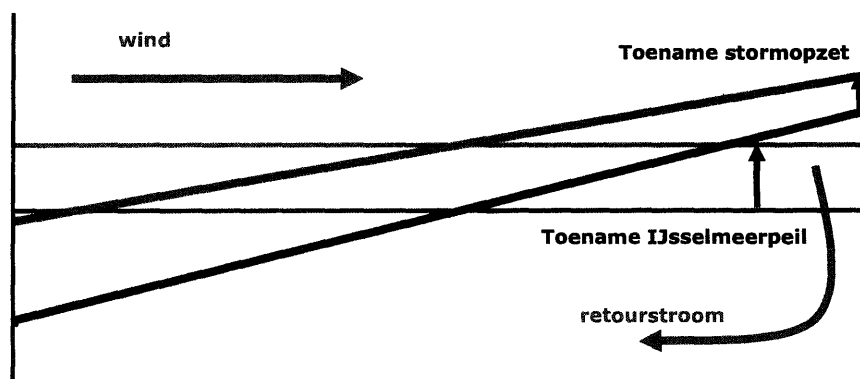 wind
Toename stormopzet
Toename IJsselmeerpeil
retourstroom